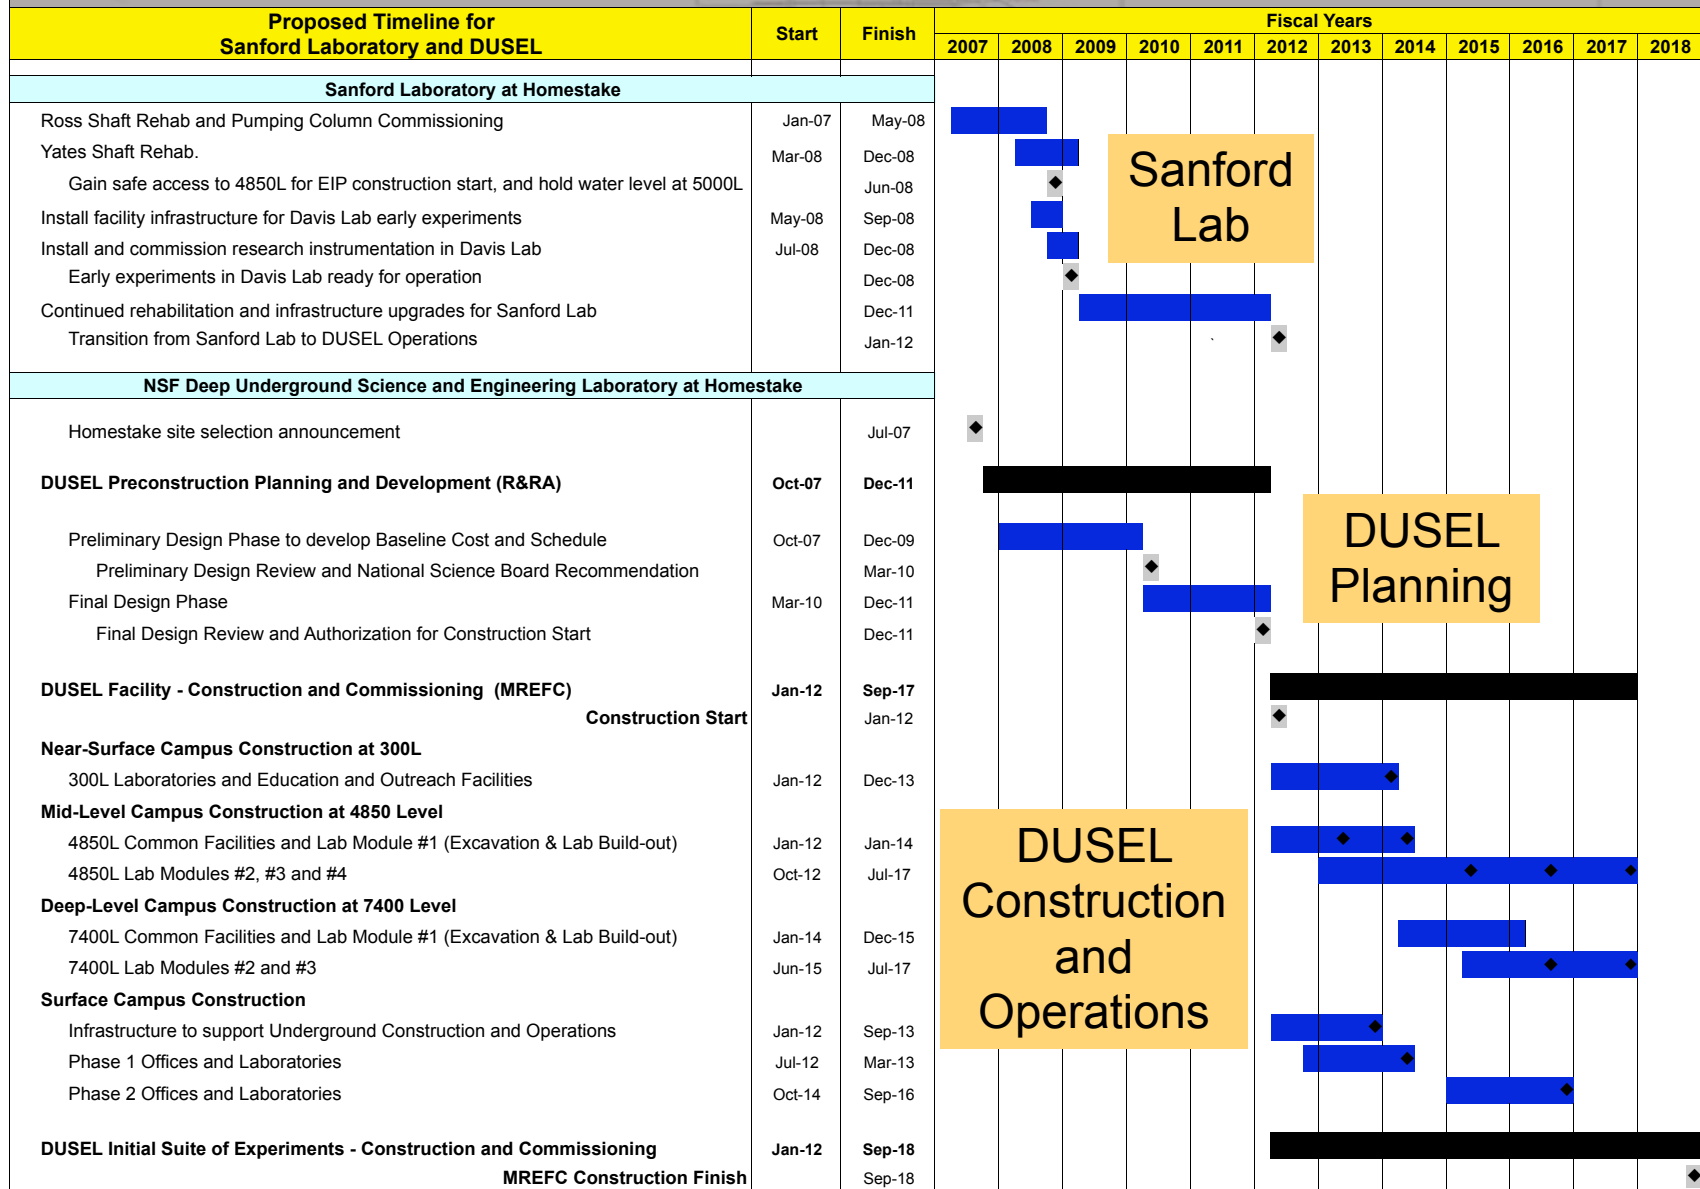 Proposed Timeline for
Sanford Laboratory and DUSEL
Start Finish
Fiscal Years
2007 2008 2009 2010 2011 2012 2013 2014 2015 2016 2017 2018
Sanford Laboratory at Homestake
Ross Shaft Rehab and Pumping Column Commissioning Jan-07 May-08
Yates Shaft Rehab. Mar-08 Dec-08
Gain safe access to 4850L for EIP construction start, and hold water level at 5000L Jun-08
Install facility infrastructure for Davis Lab early experiments May-08 Sep-08
Install and commission research instrumentation in Davis Lab Jul-08 Dec-08
Early experiments in Davis Lab ready for operation Dec-08
Continued rehabilitation and infrastructure upgrades for Sanford Lab Dec-11
Transition from Sanford Lab to DUSEL Operations Jan-12
Sanford
Lab
NSF Deep Underground Science and Engineering Laboratory at Homestake
Homestake site selection announcement Jul-07
DUSEL Preconstruction Planning and Development (R&RA) Oct-07 Dec-11
Preliminary Design Phase to develop Baseline Cost and Schedule Oct-07 Dec-09
Preliminary Design Review and National Science Board Recommendation Mar-10
Final Design Phase Mar-10 Dec-11
Final Design Review and Authorization for Construction Start Dec-11
DUSEL
Planning
DUSEL Facility - Construction and Commissioning (MREFC) Jan-12 Sep-17
Construction Start Jan-12
Near-Surface Campus Construction at 300L
300L Laboratories and Education and Outreach Facilities Jan-12 Dec-13
Mid-Level Campus Construction at 4850 Level
4850L Common Facilities and Lab Module #1 (Excavation & Lab Build-out) Jan-12 Jan-14
4850L Lab Modules #2, #3 and #4 Oct-12 Jul-17
Deep-Level Campus Construction at 7400 Level
7400L Common Facilities and Lab Module #1 (Excavation & Lab Build-out) Jan-14 Dec-15
7400L Lab Modules #2 and #3 Jun-15 Jul-17
Surface Campus Construction
Infrastructure to support Underground Construction and Operations Jan-12 Sep-13
Phase 1 Offices and Laboratories Jul-12 Mar-13
Phase 2 Offices and Laboratories Oct-14 Sep-16
DUSEL
Construction
and
Operations
DUSEL Initial Suite of Experiments - Construction and Commissioning Jan-12 Sep-18
MREFC Construction Finish Sep-18